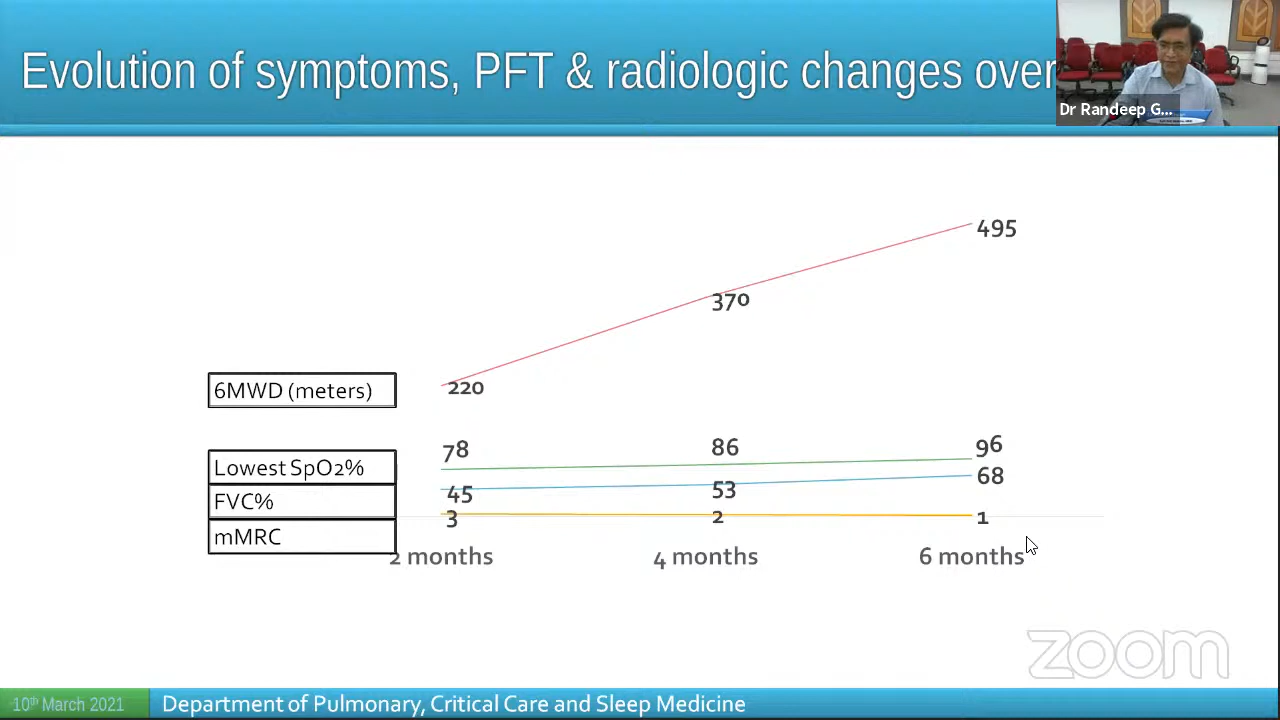 Evolution of symptoms, PFT & radiologic changes over
Dr Randeep G...
495
370
6MWD (meters)
220
78
86
96
Lowest SpO2%
68
45
53
FVC%
3
2
1
mMRC
2 months
4 months
6 months
zoom
10th March 2021
Department of Pulmonary, Critical Care and Sleep Medicine